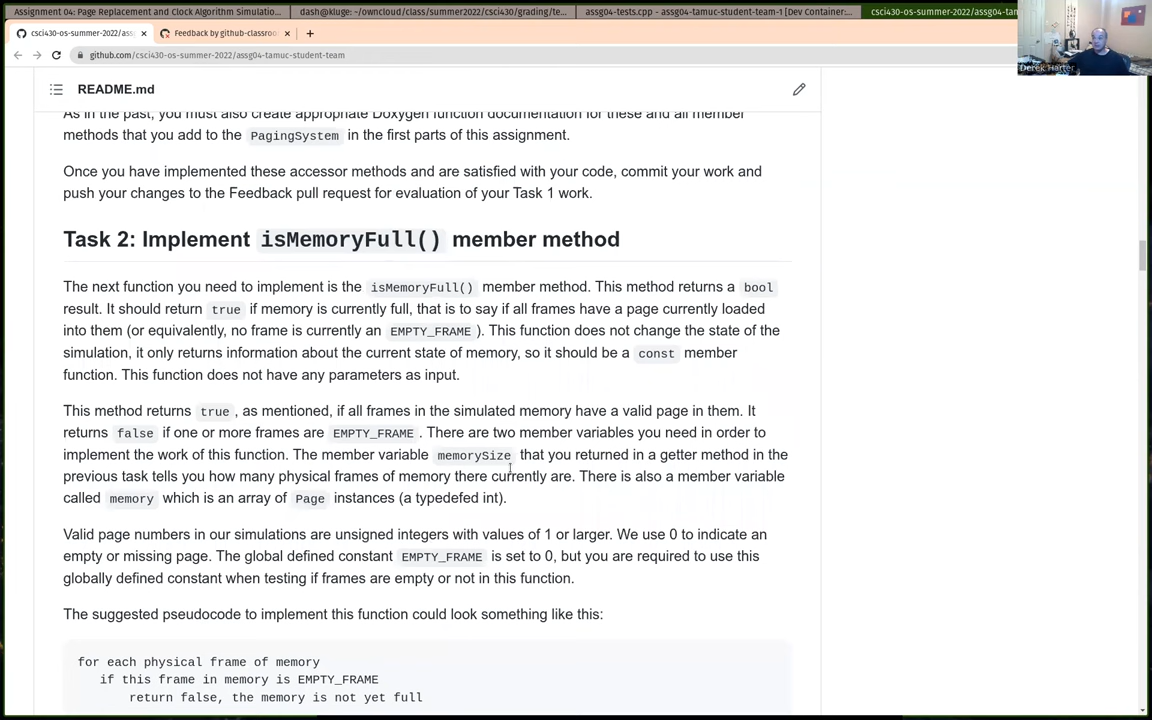 Assignment 04: Page Replacement and Clock Algorithm Simulatio...
dash@kluge: ~/owncloud/class/summer2022/csci430/grading/te...
assg04-tests.cpp - assg04-tamuc-student-team-1 [Dev Container:...
csci430-os-summer-2022/assg04-tam
csci430-os-summer-2022/ass
Feedback by github-classroo
github.com/csci430-os-summer-2022/assg04-tamuc-student-team
Derek Harter
README.md
As in the past, you must also create appropriate Doxygen function documentation for these and all member
methods that you add to the PagingSystem in the first parts of this assignment.
Once you have implemented these accessor methods and are satisfied with your code, commit your work and
push your changes to the Feedback pull request for evaluation of your Task 1 work.
Task 2: Implement isMemoryFull() member method
The next function you need to implement is the isMemoryFull() member method. This method returns a bool
result. It should return true if memory is currently full, that is to say if all frames have a page currently loaded
into them (or equivalently, no frame is currently an EMPTY_FRAME ). This function does not change the state of the
simulation, it only returns information about the current state of memory, so it should be a const member
function. This function does not have any parameters as input.
This method returns true , as mentioned, if all frames in the simulated memory have a valid page in them. It
returns false if one or more frames are EMPTY_FRAME . There are two member variables you need in order to
implement the work of this function. The member variable memorySize that you returned in a getter method in the
previous task tells you how many physical frames of memory there currently are. There is also a member variable
called memory which is an array of Page instances (a typedefed int).
Valid page numbers in our simulations are unsigned integers with values of 1 or larger. We use 0 to indicate an
empty or missing page. The global defined constant EMPTY_FRAME is set to 0, but you are required to use this
globally defined constant when testing if frames are empty or not in this function.
The suggested pseudocode to implement this function could look something like this:
for each physical frame of memory
if this frame in memory is EMPTY_FRAME
return false, the memory is not yet full